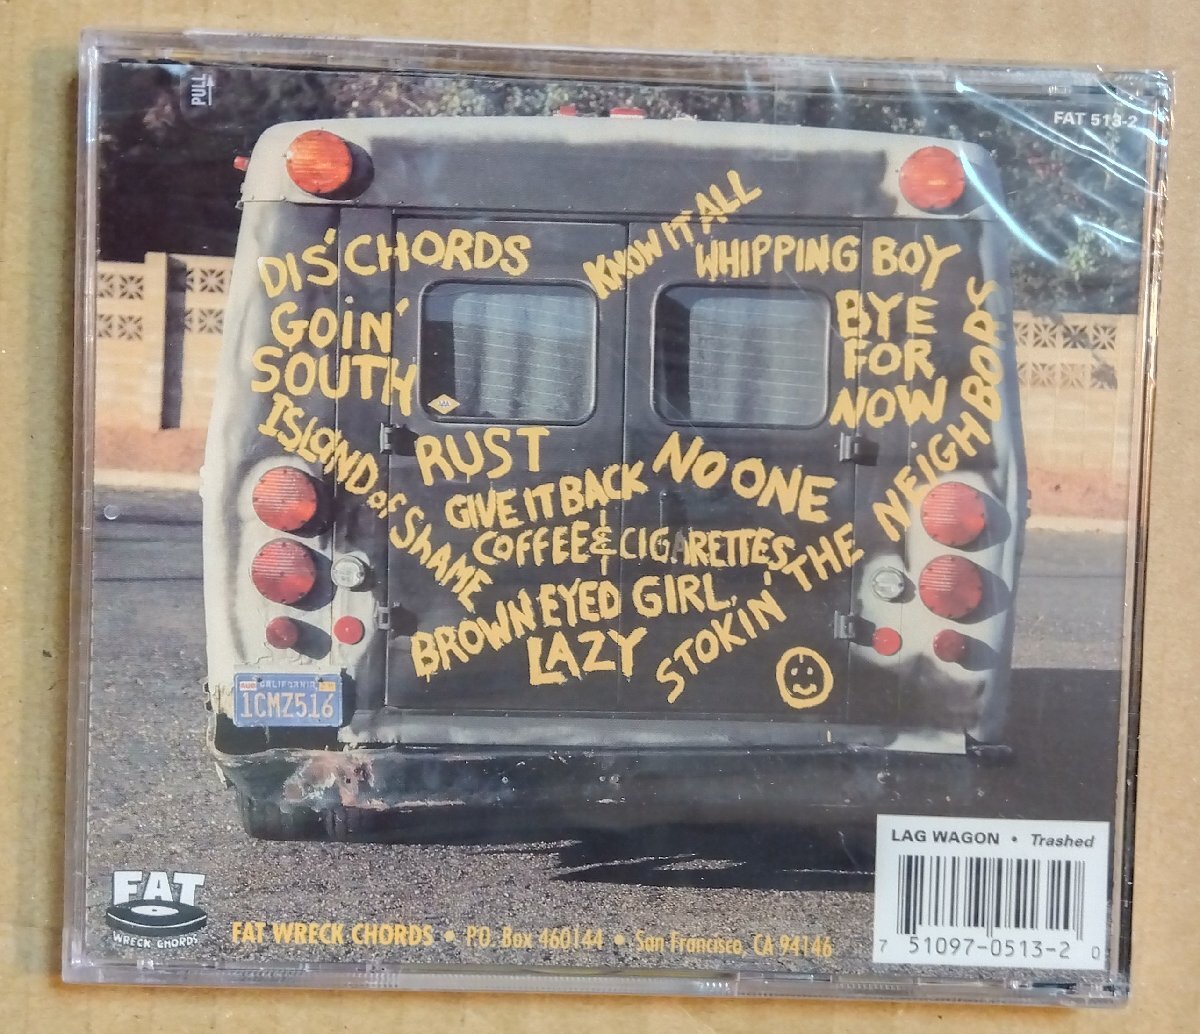 PULL
FAT 513-2
DIS'CHORDS
KNOW IT ALL
WHIPPING BOY
GOiN'
SOUTH
BYE
FOR
NOW
ISLAND of ShAME
RUST
NO ONE
GIVE IT BACK
COFFEE & CIGARETTES
BROWN EYED GIRL,
LAZY
STOKIN' THE NEIGHBORS
AUG CALIFORNIA
1CMZ516
LAG WAGON • Trashed
7 51097-0513-2 0
FAT
WRECK CHORDS
FAT WRECK CHORDS • P.O. Box 460144 • San Francisco, CA 94146